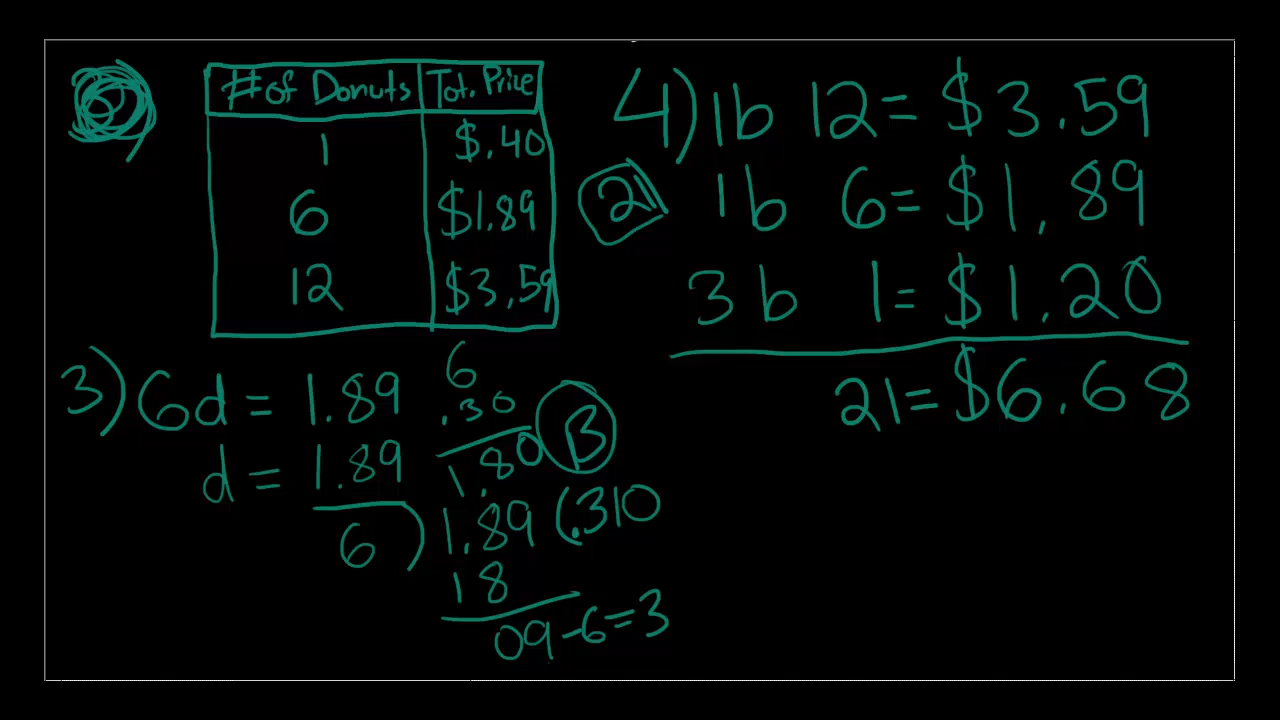 # of Donuts Tot. Price
1 $.40
6 $1.89
12 $3.59
3) 6d = 1.89
d = 1.89
6
6
.30
1.80
B
) 1.89 (.310
18
09-6=3
4) 1b 12= $3.59
21 1b 6= $1.89
3b 1= $1.20
21= $6.68